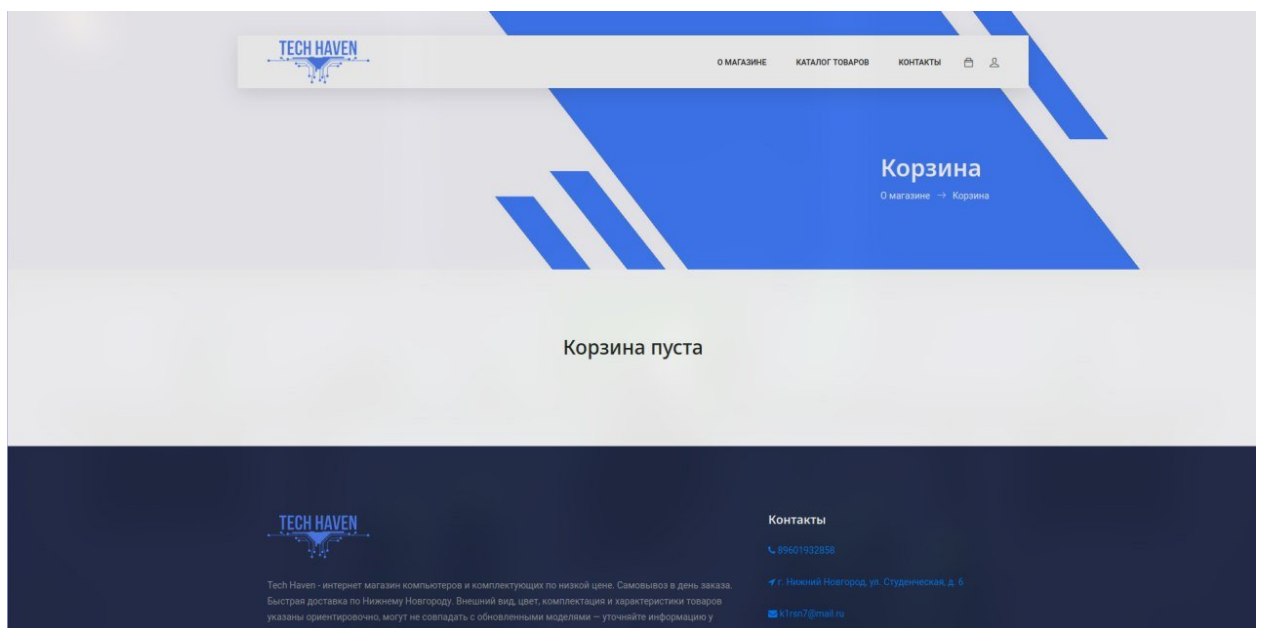 TECH HAVEN
О МАГАЗИНЕ КАТАЛОГ ТОВАРОВ КОНТАКТЫ
Корзина
О магазине → Корзина
Корзина пуста
TECH HAVEN
Tech Haven - интернет магазин компьютеров и комплектующих по низкой цене. Самовывоз в день заказа.
Быстрая доставка по Нижнему Новгороду. Внешний вид, цвет, комплектация и характеристики товаров
указаны ориентировочно, могут не совпадать с обновленными моделями — уточняйте информацию у
Контакты
89601932858
г. Нижний Новгород, ул. Студенческая, д. 6
k1rsn7@mail.ru